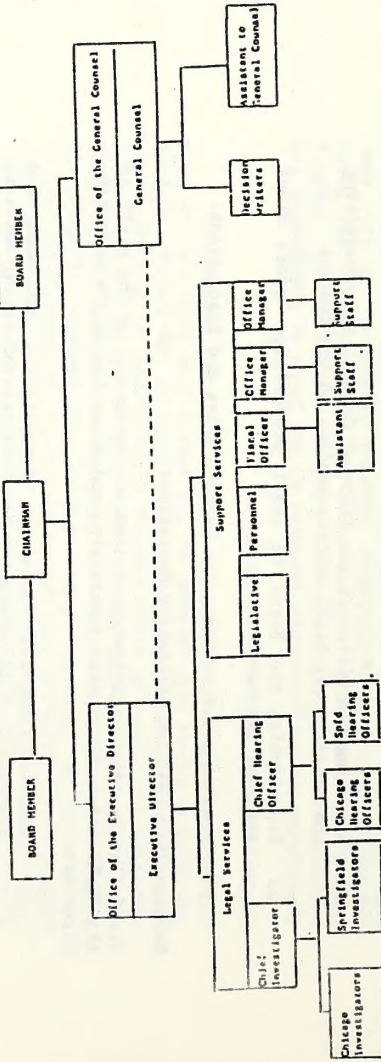 BOARD MEMBER
CHAIRMAN
BOARD MEMBER
Office of the Executive Director
Executive Director
Office of the General Counsel
General Counsel
Decision
Writers
Assistant to
General Counsel
Legal Services
Chief
Investigator
Chief Hearing
Officer
Chicago
Investigators
Springfield
Investigators
Chicago
Hearing
Officers
Spfd
Hearing
Officers
Support Services
Legislative
Personnel
Fiscal
Officer
Office
Manager
Office
Manager
Assistant
Support
Staff
Support
Staff